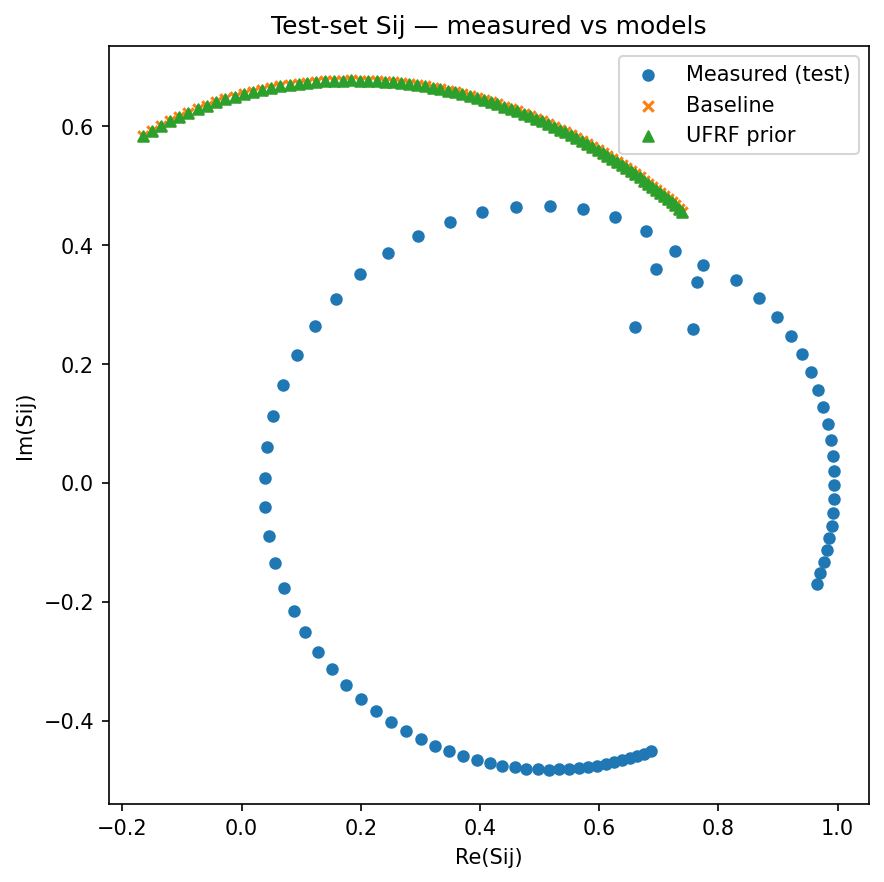 Test-set Sij — measured vs models
Measured (test)
Baseline
UFRF prior
Im(Sij)
0.6
0.4
0.2
0.0
−0.2
−0.4
−0.2
0.0
0.2
0.4
0.6
0.8
1.0
Re(Sij)